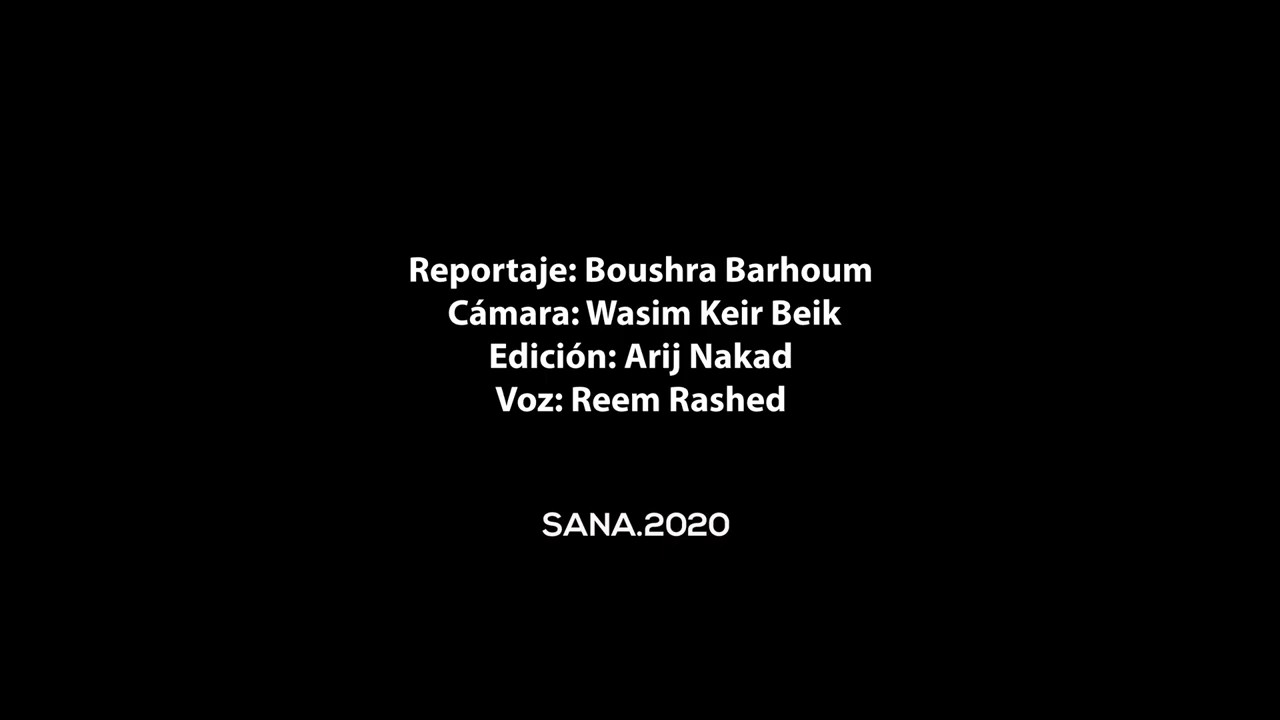 Reportaje: Boushra Barhoum
Cámara: Wasim Keir Beik
Edición: Arij Nakad
Voz: Reem Rashed
SANA.2020